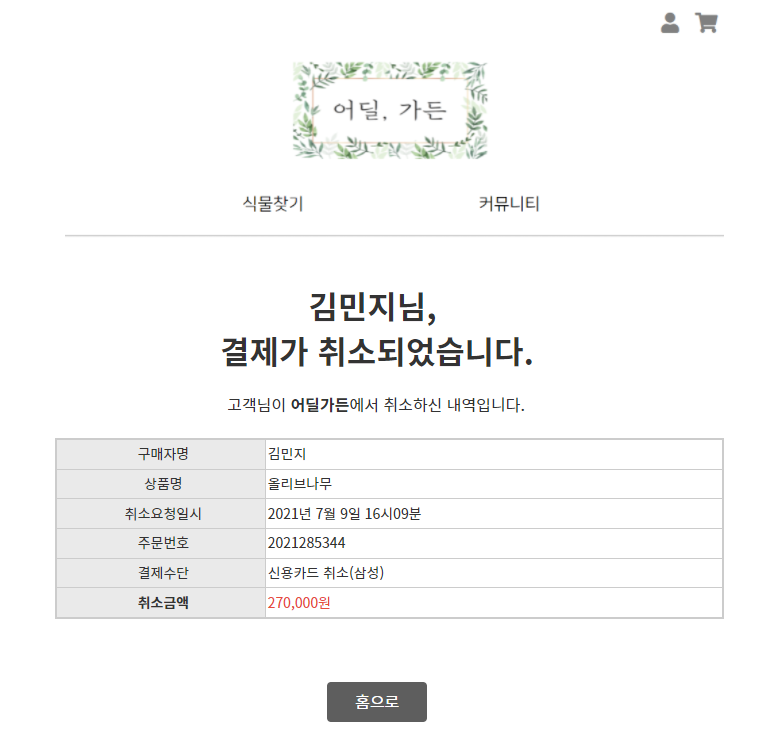 어딜, 가든
식물찾기 커뮤니티
김민지님,
결제가 취소되었습니다.
고객님이 어딜가든에서 취소하신 내역입니다.
구매자명 김민지
상품명 올리브나무
취소요청일시 2021년 7월 9일 16시09분
주문번호 2021285344
결제수단 신용카드 취소(삼성)
취소금액 270,000원
홈으로